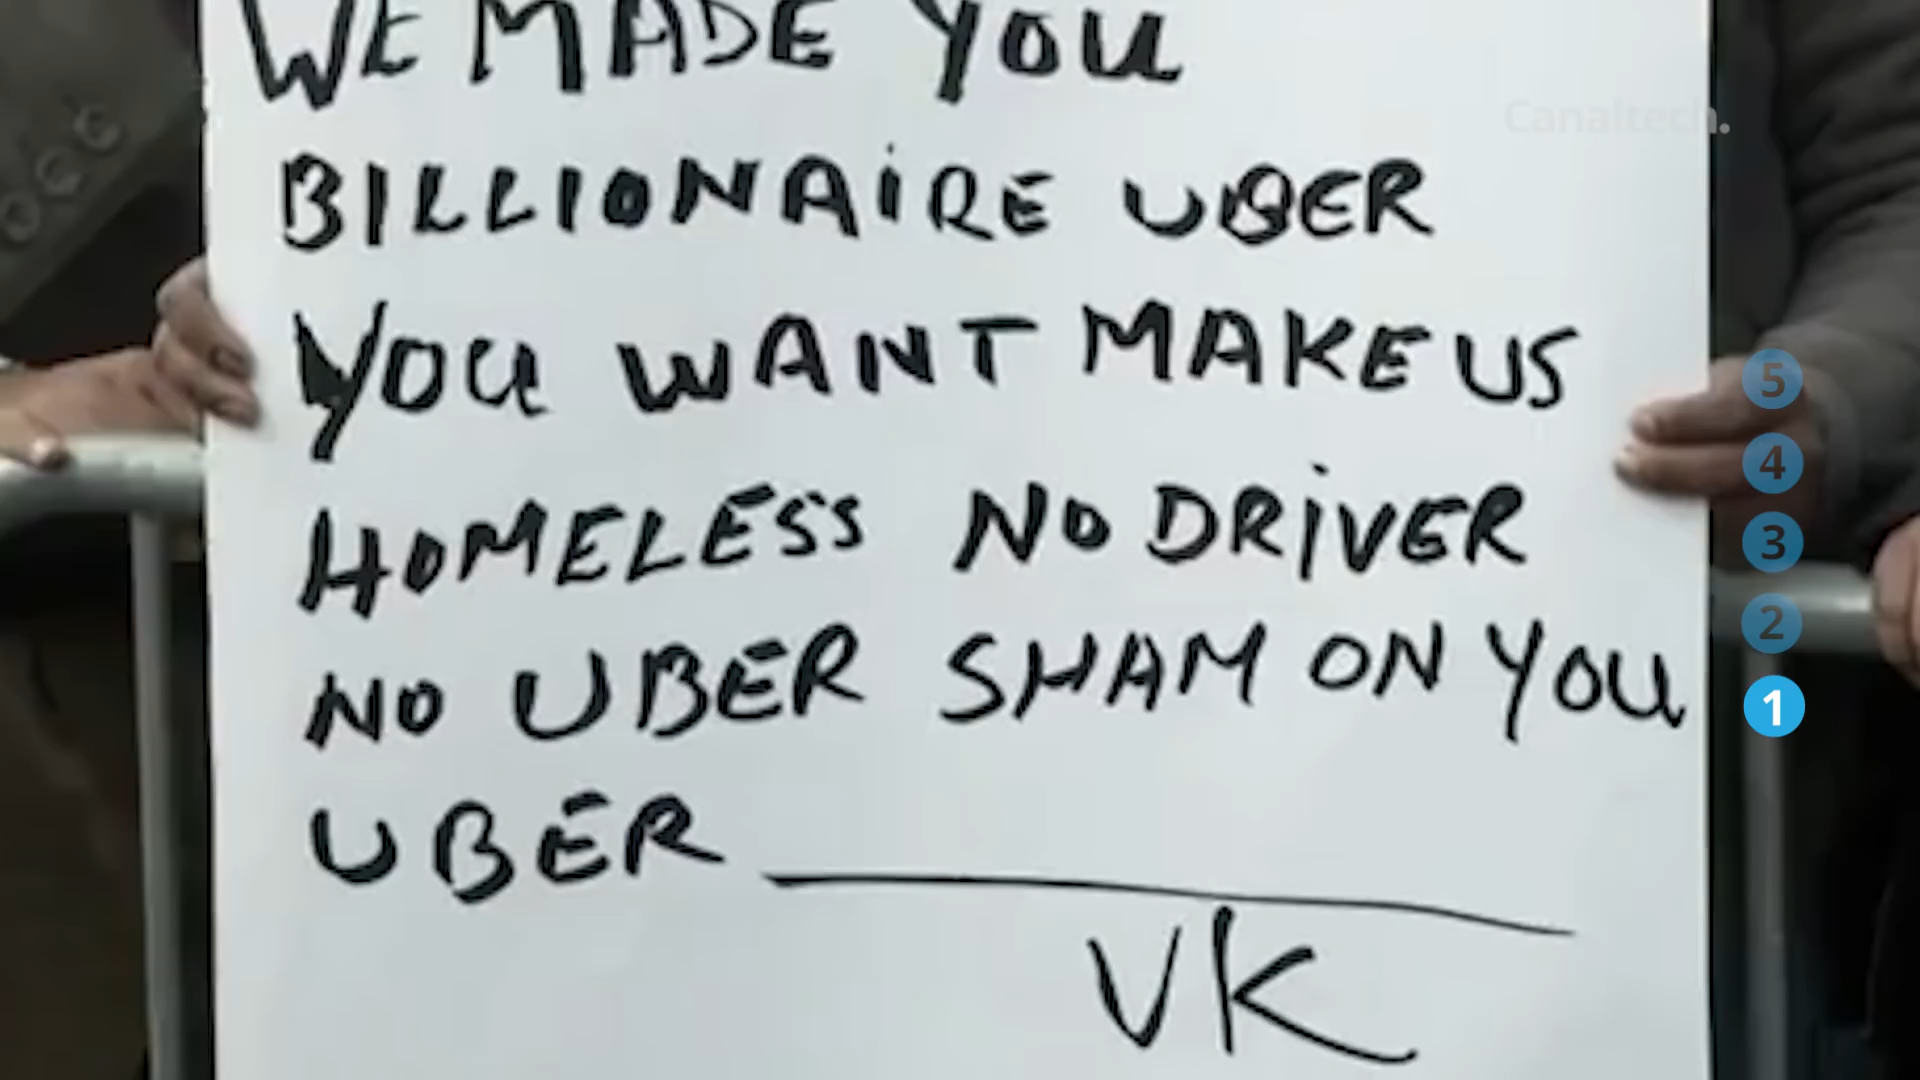 WE MADE YOU
BILLIONAIRE UBER
YOU WANT MAKE US
HOMELESS NO DRIVER
NO UBER SHAM ON YOU
UBER
VK
Canaltech.
5
4
3
2
1